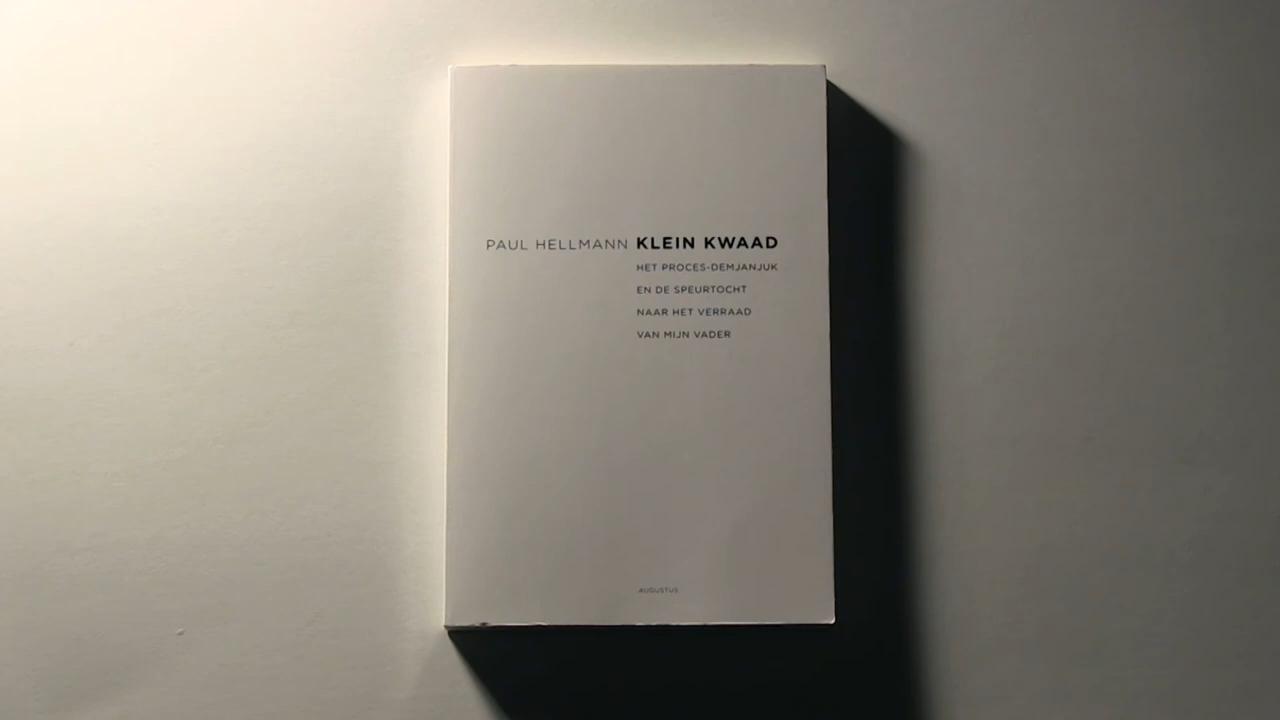 PAUL HELLMANN KLEIN KWAAD
HET PROCES-DEMJANJUK
EN DE SPEURTOCHT
NAAR HET VERRAAD
VAN MIJN VADER
AUGUSTUS